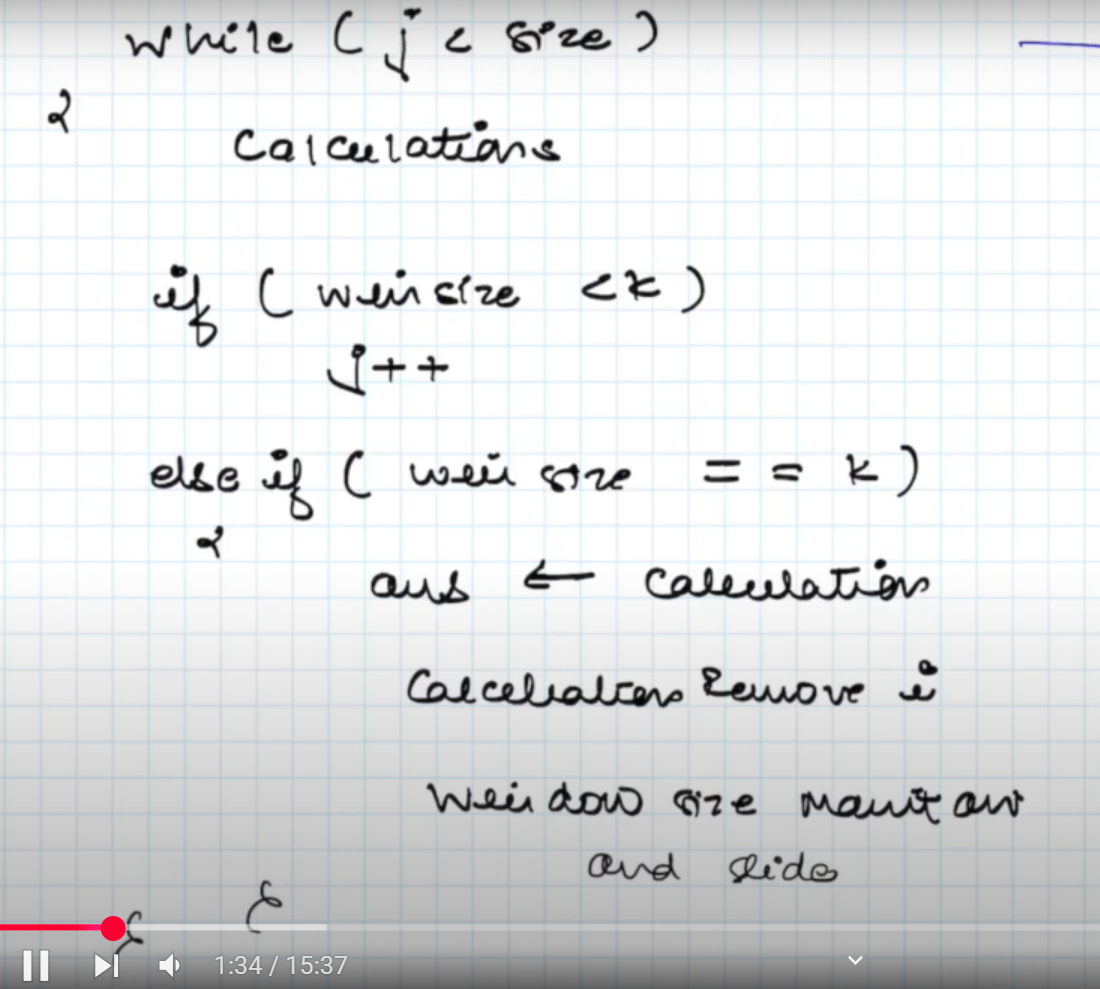 while ( j < size )
{
Calculations
if ( win size < k )
j++
else if ( win size == k )
{
ans ← calculation
Calculation remove i
window size maintain
and slide
}
}
1:34 / 15:37